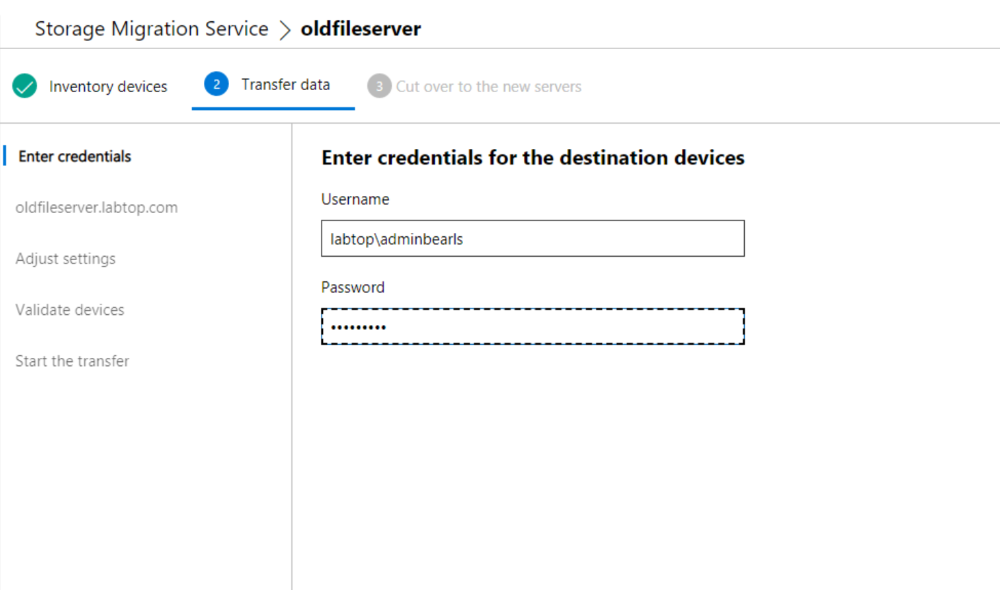 Storage Migration Service > oldfileserver
Inventory devices
2 Transfer data
3 Cut over to the new servers
Enter credentials
oldfileserver.labtop.com
Adjust settings
Validate devices
Start the transfer
Enter credentials for the destination devices
Username
labtop\adminbearls
Password
•••••••••